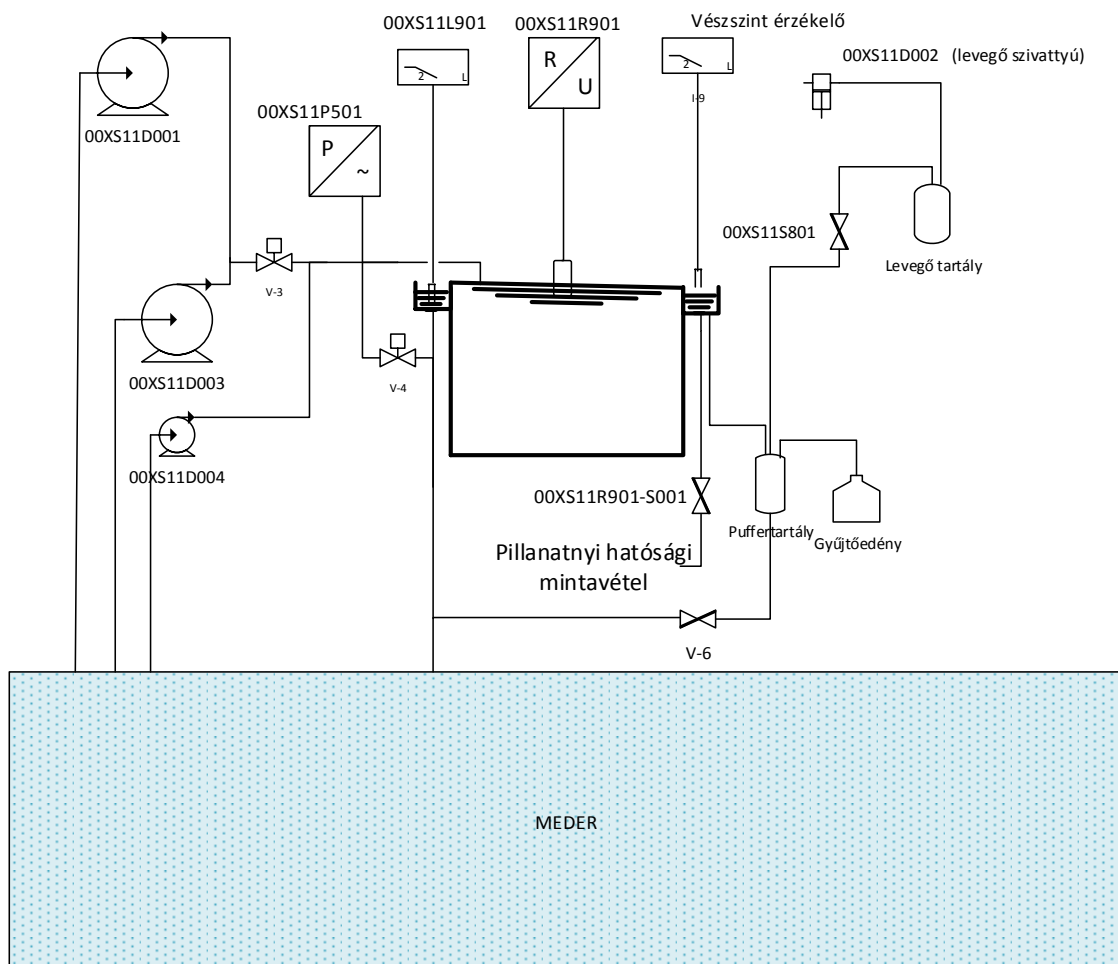 00XS11L901
00XS11R901
Vészszint érzékelő
00XS11D002 (levegő szivattyú)
2
L
R
U
2
L
I-9
00XS11P501
00XS11D001
P
~
00XS11S801
Levegő tartály
V-3
00XS11D003
V-4
00XS11D004
00XS11R901-S001
Puffertartály
Gyűjtőedény
Pillanatnyi hatósági
mintavétel
V-6
MEDER